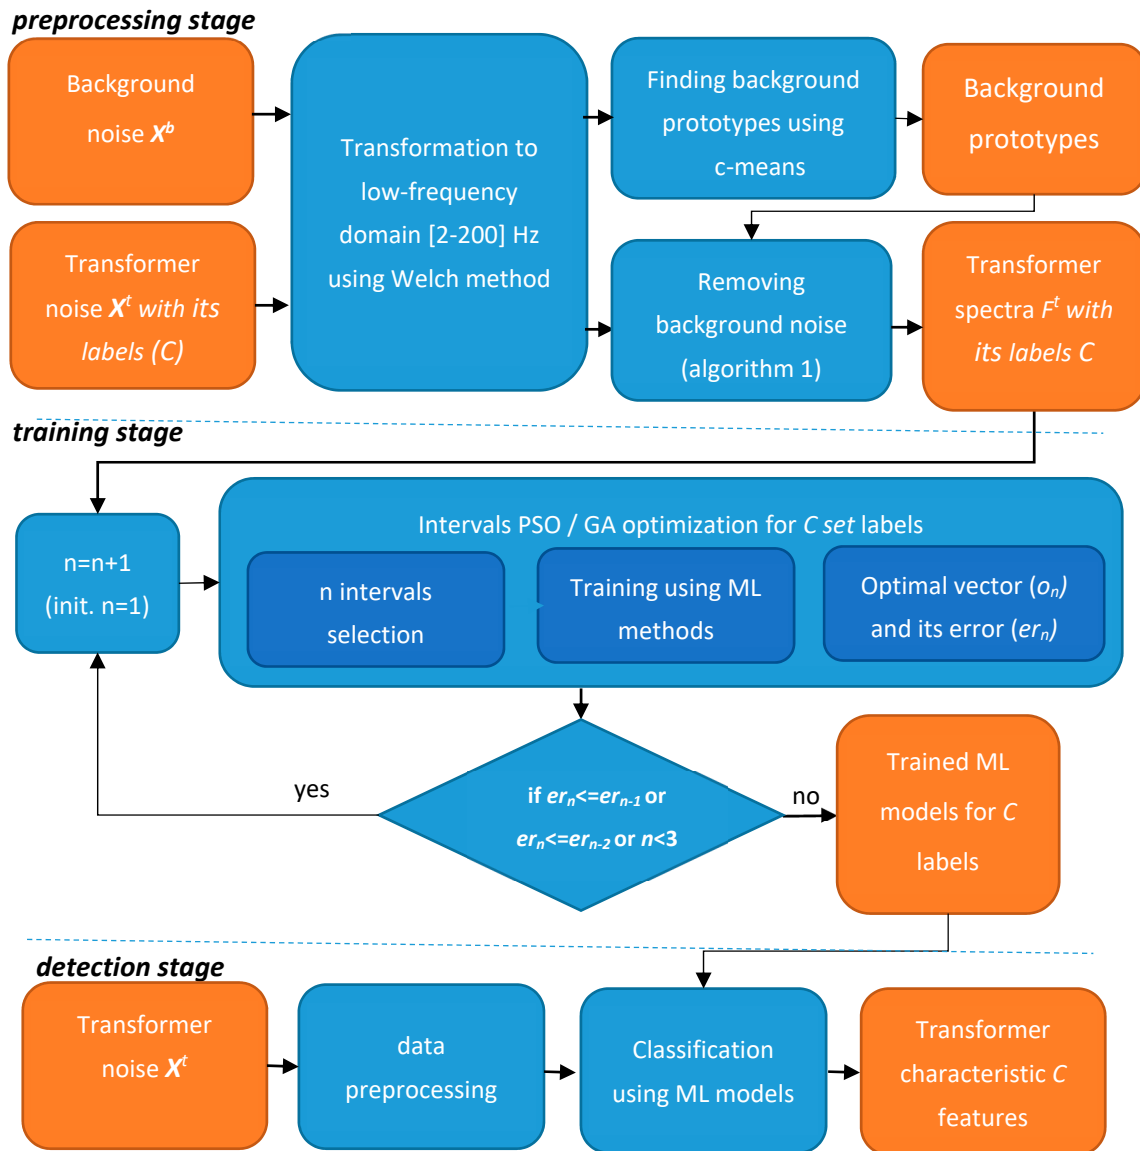 preprocessing stage
Background
noise X^b
Transformation to
low-frequency
domain [2-200] Hz
using Welch method
Finding background
prototypes using
c-means
Background
prototypes
Transformer
noise X^t with its
labels (C)
Removing
background noise
(algorithm 1)
Transformer
spectra F^t with
its labels C
training stage
n=n+1
(init. n=1)
Intervals PSO / GA optimization for C set labels
n intervals
selection
Training using ML
methods
Optimal vector (o_n)
and its error (er_n)
yes
if er_n<=er_{n-1} or
er_n<=er_{n-2} or n<3
no
Trained ML
models for C
labels
detection stage
Transformer
noise X^t
data
preprocessing
Classification
using ML models
Transformer
characteristic C
features